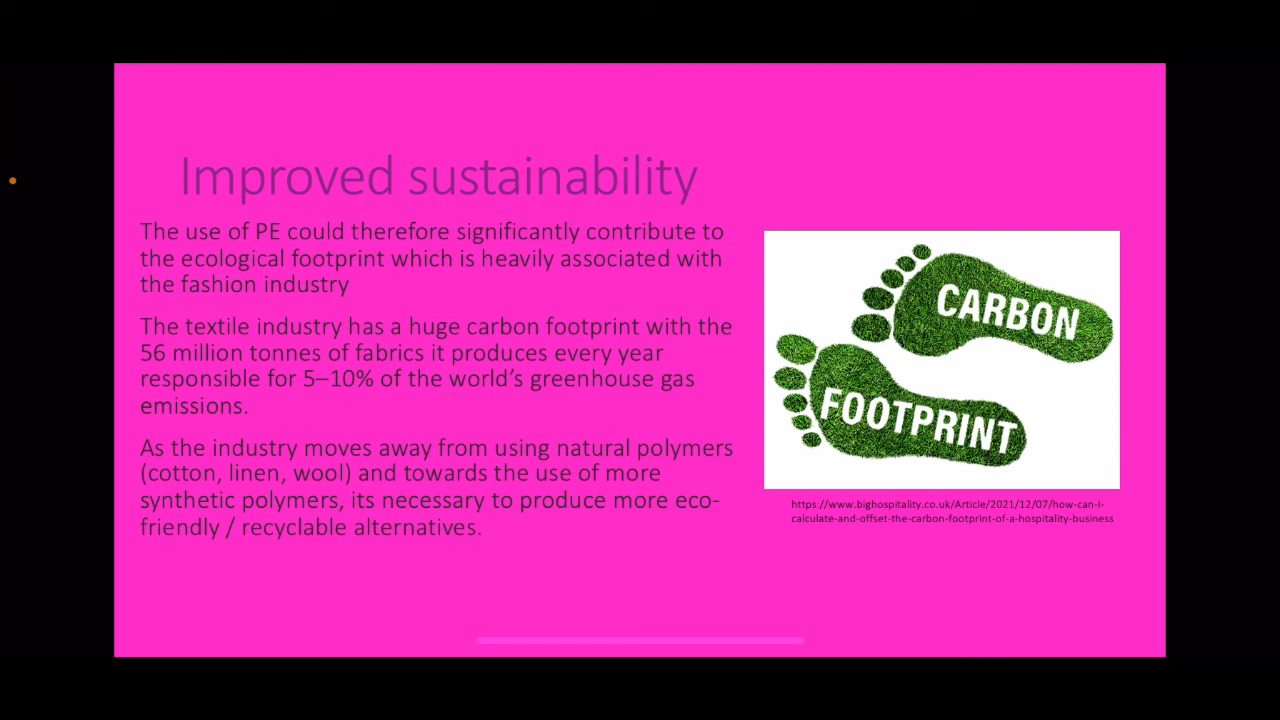 Improved sustainability
The use of PE could therefore significantly contribute to
the ecological footprint which is heavily associated with
the fashion industry
The textile industry has a huge carbon footprint with the
56 million tonnes of fabrics it produces every year
responsible for 5–10% of the world’s greenhouse gas
emissions.
As the industry moves away from using natural polymers
(cotton, linen, wool) and towards the use of more
synthetic polymers, its necessary to produce more eco-
friendly / recyclable alternatives.
CARBON
FOOTPRINT
https://www.bighospitality.co.uk/Article/2021/12/07/how-can-I-
calculate-and-offset-the-carbon-footprint-of-a-hospitality-business